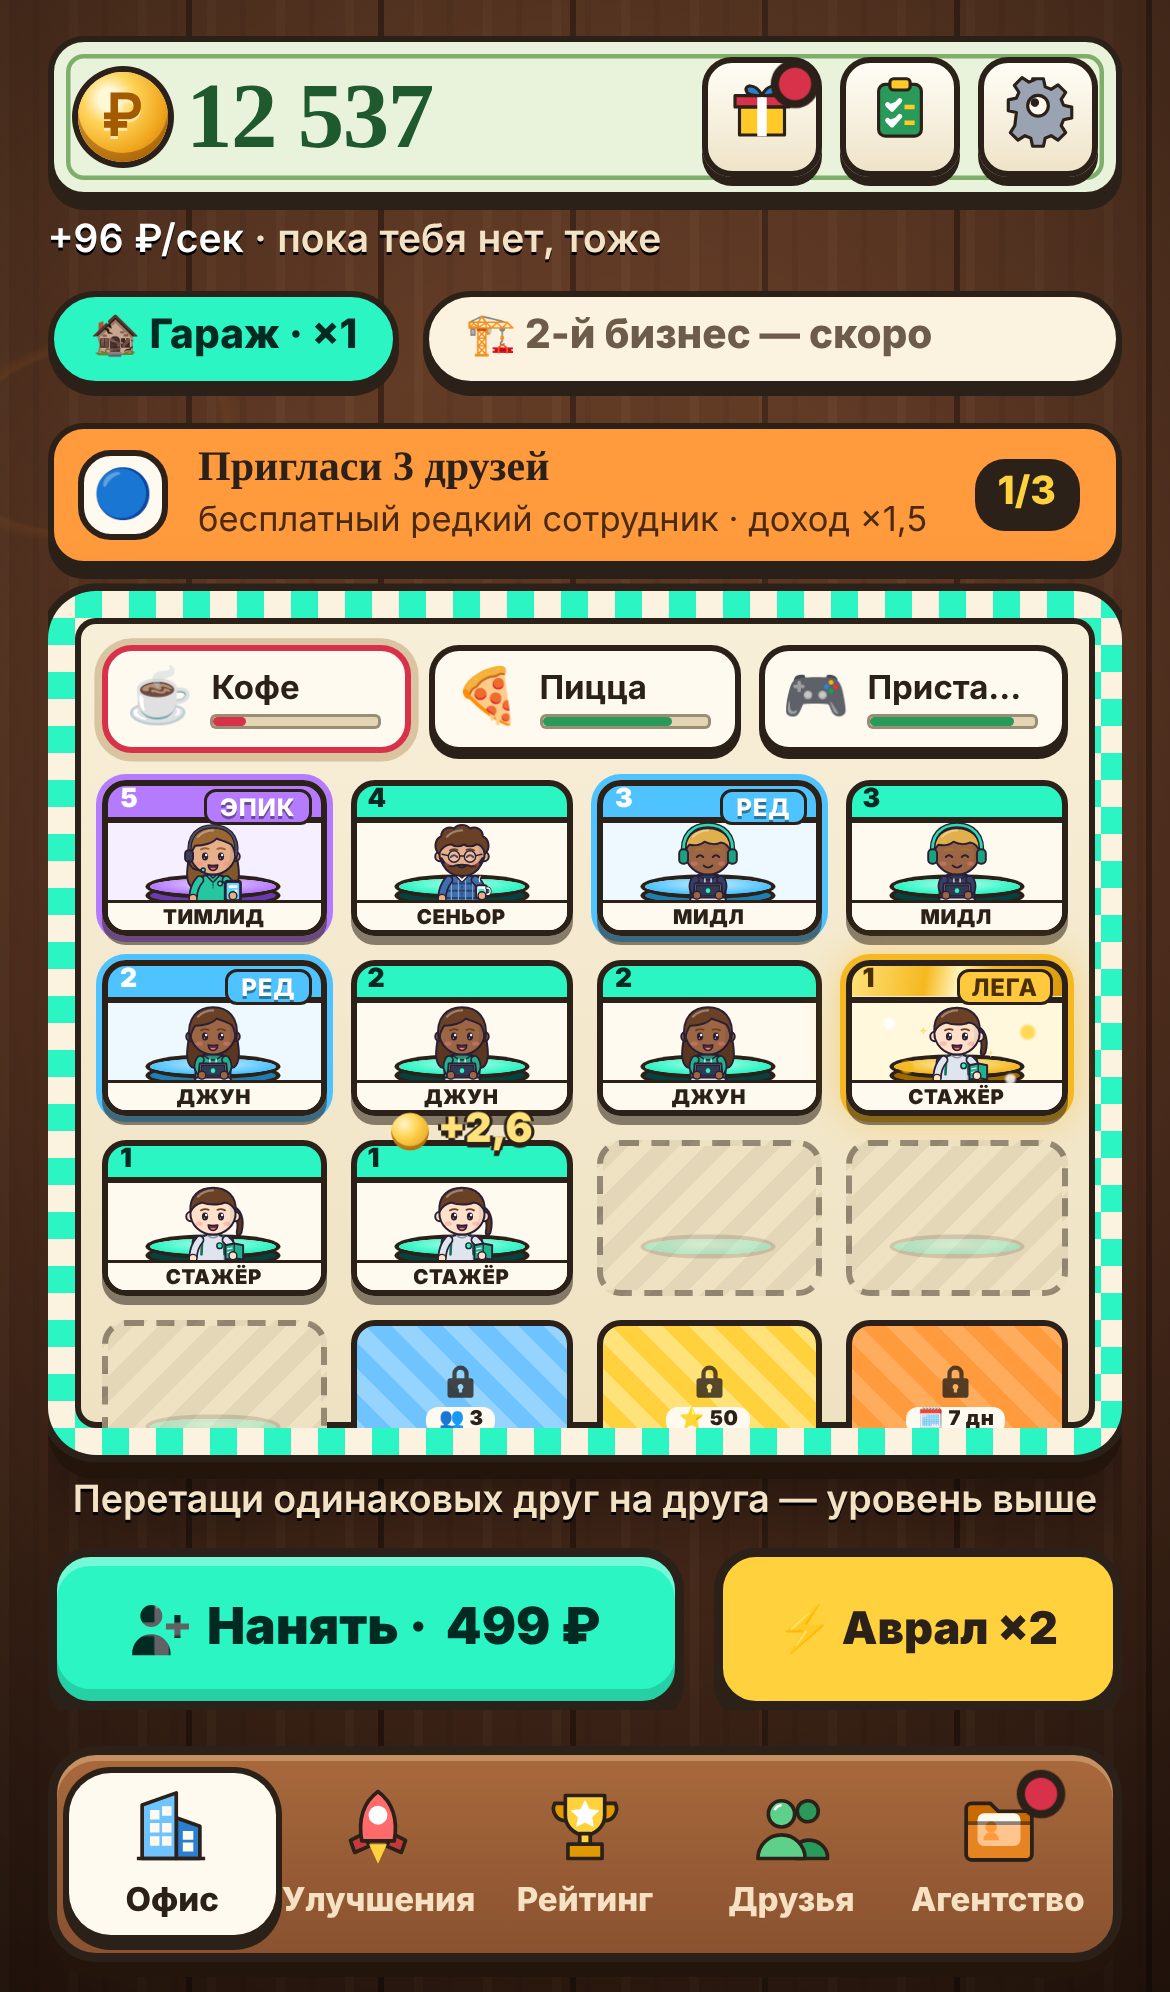 ₽ 12 537
+96 ₽/сек · пока тебя нет, тоже
Гараж · ×1
2-й бизнес — скоро
Пригласи 3 друзей
бесплатный редкий сотрудник · доход ×1,5
1/3
Кофе
Пицца
Приста...
5 ЭПИК
ТИМЛИД
4
СЕНЬОР
3 РЕД
МИДЛ
3
МИДЛ
2 РЕД
ДЖУН
2
ДЖУН
2
ДЖУН
1 ЛЕГА
СТАЖЁР
+2,6
1
СТАЖЁР
1
СТАЖЁР
3
50
7 дн
Перетащи одинаковых друг на друга — уровень выше
Нанять · 499 ₽
Аврал ×2
Офис
Улучшения
Рейтинг
Друзья
Агентство